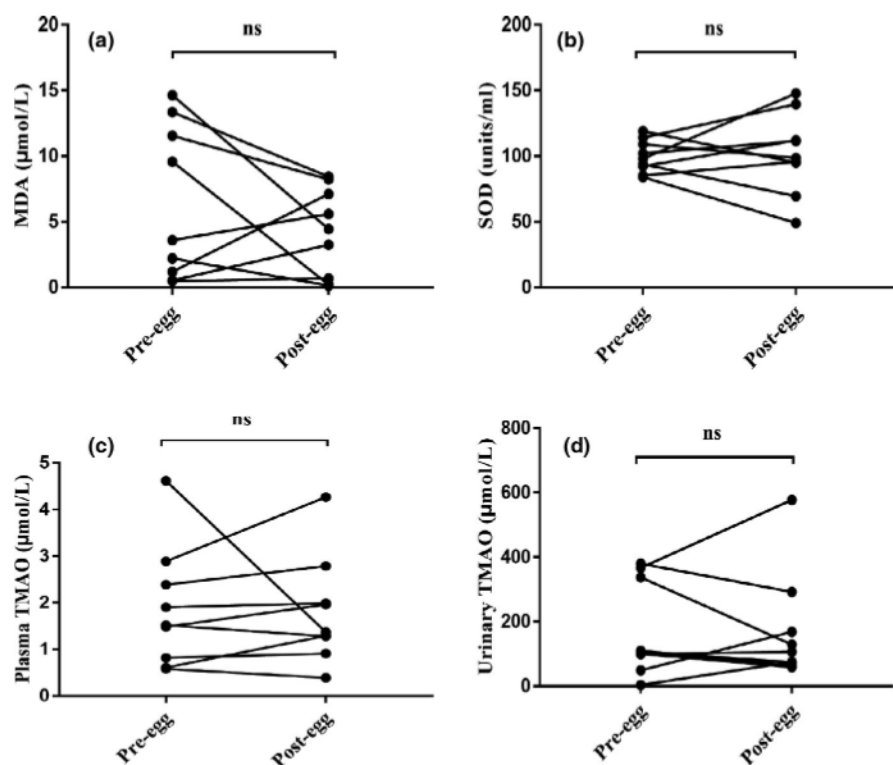 (a)
ns
MDA (µmol/L)
20
15
10
5
0
Pre-egg
Post-egg
(b)
ns
SOD (units/ml)
200
150
100
50
0
Pre-egg
Post-egg
(c)
ns
Plasma TMAO (µmol/L)
5
4
3
2
1
0
Pre-egg
Post-egg
(d)
ns
Urinary TMAO (µmol/L)
800
600
400
200
0
Pre-egg
Post-egg